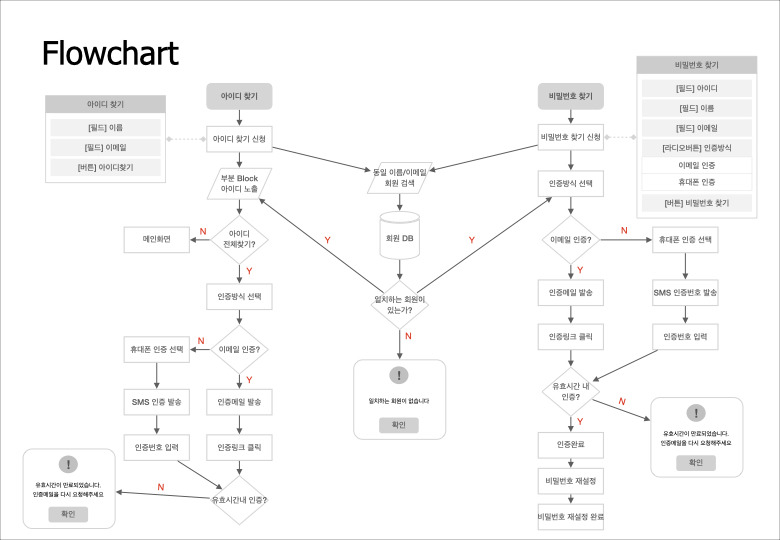 Flowchart
아이디 찾기
[필드] 이름
[필드] 이메일
[버튼] 아이디찾기
아이디 찾기
아이디 찾기 신청
부분 Block
아이디 노출
아이디
전체찾기?
N
메인화면
Y
인증방식 선택
이메일 인증?
N
휴대폰 인증 선택
Y
SMS 인증 발송
인증메일 발송
인증번호 입력
인증링크 클릭
유효시간내 인증?
N
!
유효시간이 만료되었습니다.
인증메일을 다시 요청해주세요
확인
동일 이름/이메일
회원 검색
회원 DB
일치하는 회원이
있는가?
Y
Y
N
!
일치하는 회원이 없습니다
확인
비밀번호 찾기
비밀번호 찾기 신청
인증방식 선택
이메일 인증?
N
휴대폰 인증 선택
Y
인증메일 발송
SMS 인증번호 발송
인증링크 클릭
인증번호 입력
유효시간 내
인증?
N
Y
!
유효시간이 만료되었습니다.
인증메일을 다시 요청해주세요
확인
인증완료
비밀번호 재설정
비밀번호 재설정 완료
비밀번호 찾기
[필드] 아이디
[필드] 이름
[필드] 이메일
[라디오버튼] 인증방식
이메일 인증
휴대폰 인증
[버튼] 비밀번호 찾기